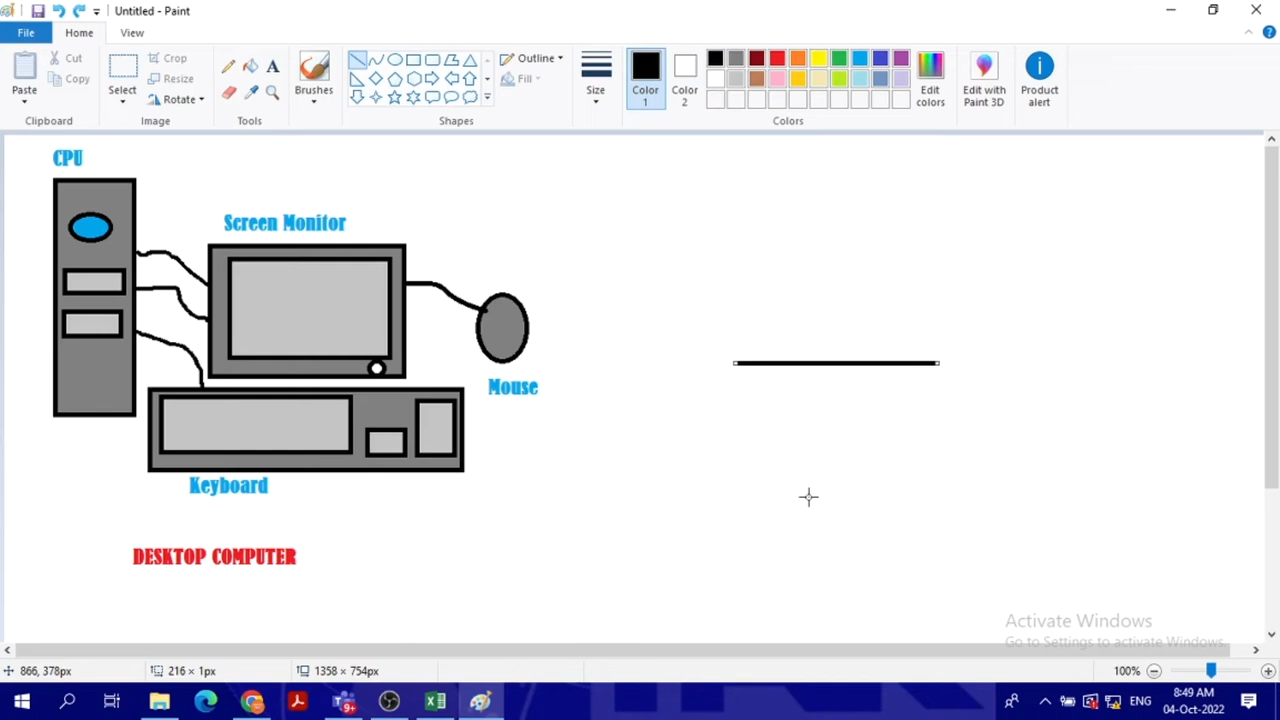 Untitled - Paint
File Home View
Paste
Cut
Copy
Clipboard
Select
Crop
Resize
Rotate
Image
Tools
Brushes
Shapes
Outline
Fill
Size
Color 1
Color 2
Edit colors
Colors
Edit with Paint 3D
Product alert
CPU
Screen Monitor
Mouse
Keyboard
DESKTOP COMPUTER
Activate Windows
Go to Settings to activate Windows.
866, 378px 216 × 1px 1358 × 754px 100%
9+ ENG 8:49 AM
04-Oct-2022